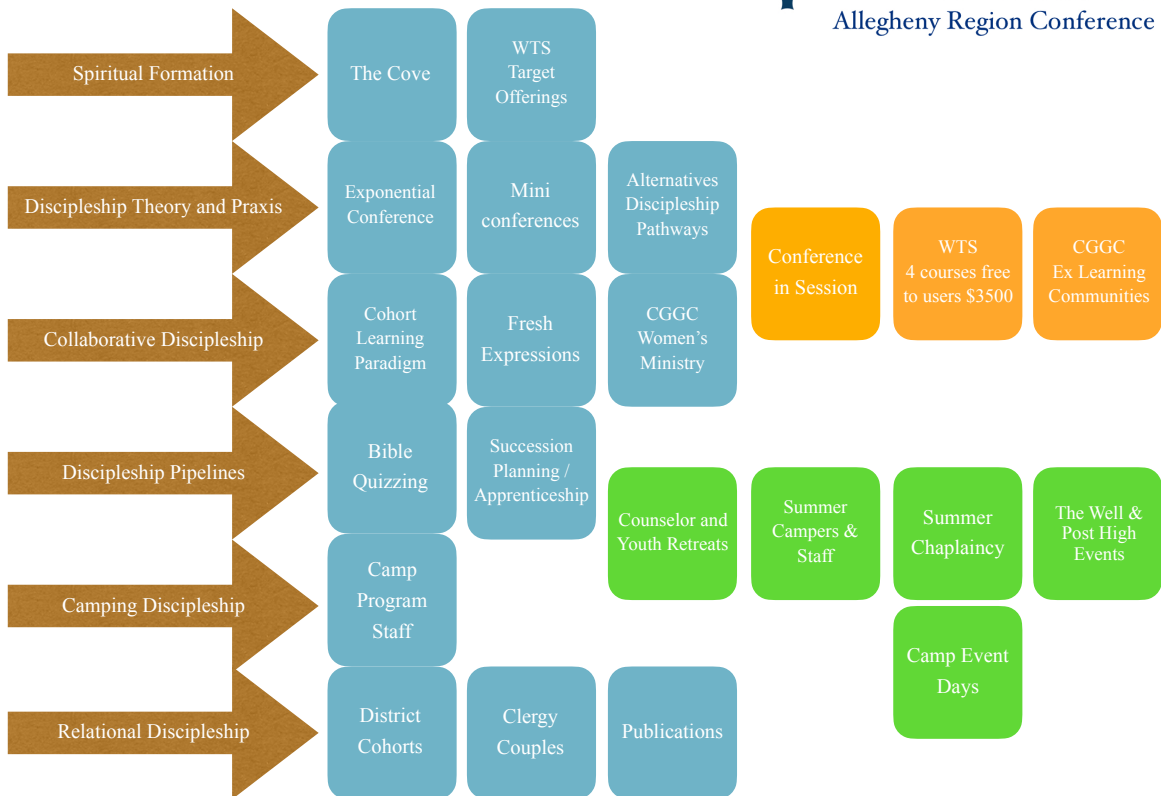 Allegheny Region Conference
Spiritual Formation
The Cove
WTS
Target
Offerings
Discipleship Theory and Praxis
Exponential
Conference
Mini
conferences
Alternatives
Discipleship
Pathways
Conference
in Session
WTS
4 courses free
to users $3500
CGGC
Ex Learning
Communities
Collaborative Discipleship
Cohort
Learning
Paradigm
Fresh
Expressions
CGGC
Women's
Ministry
Discipleship Pipelines
Bible
Quizzing
Succession
Planning /
Apprenticeship
Counselor and
Youth Retreats
Summer
Campers &
Staff
Summer
Chaplaincy
The Well &
Post High
Events
Camping Discipleship
Camp
Program
Staff
Camp Event
Days
Relational Discipleship
District
Cohorts
Clergy
Couples
Publications